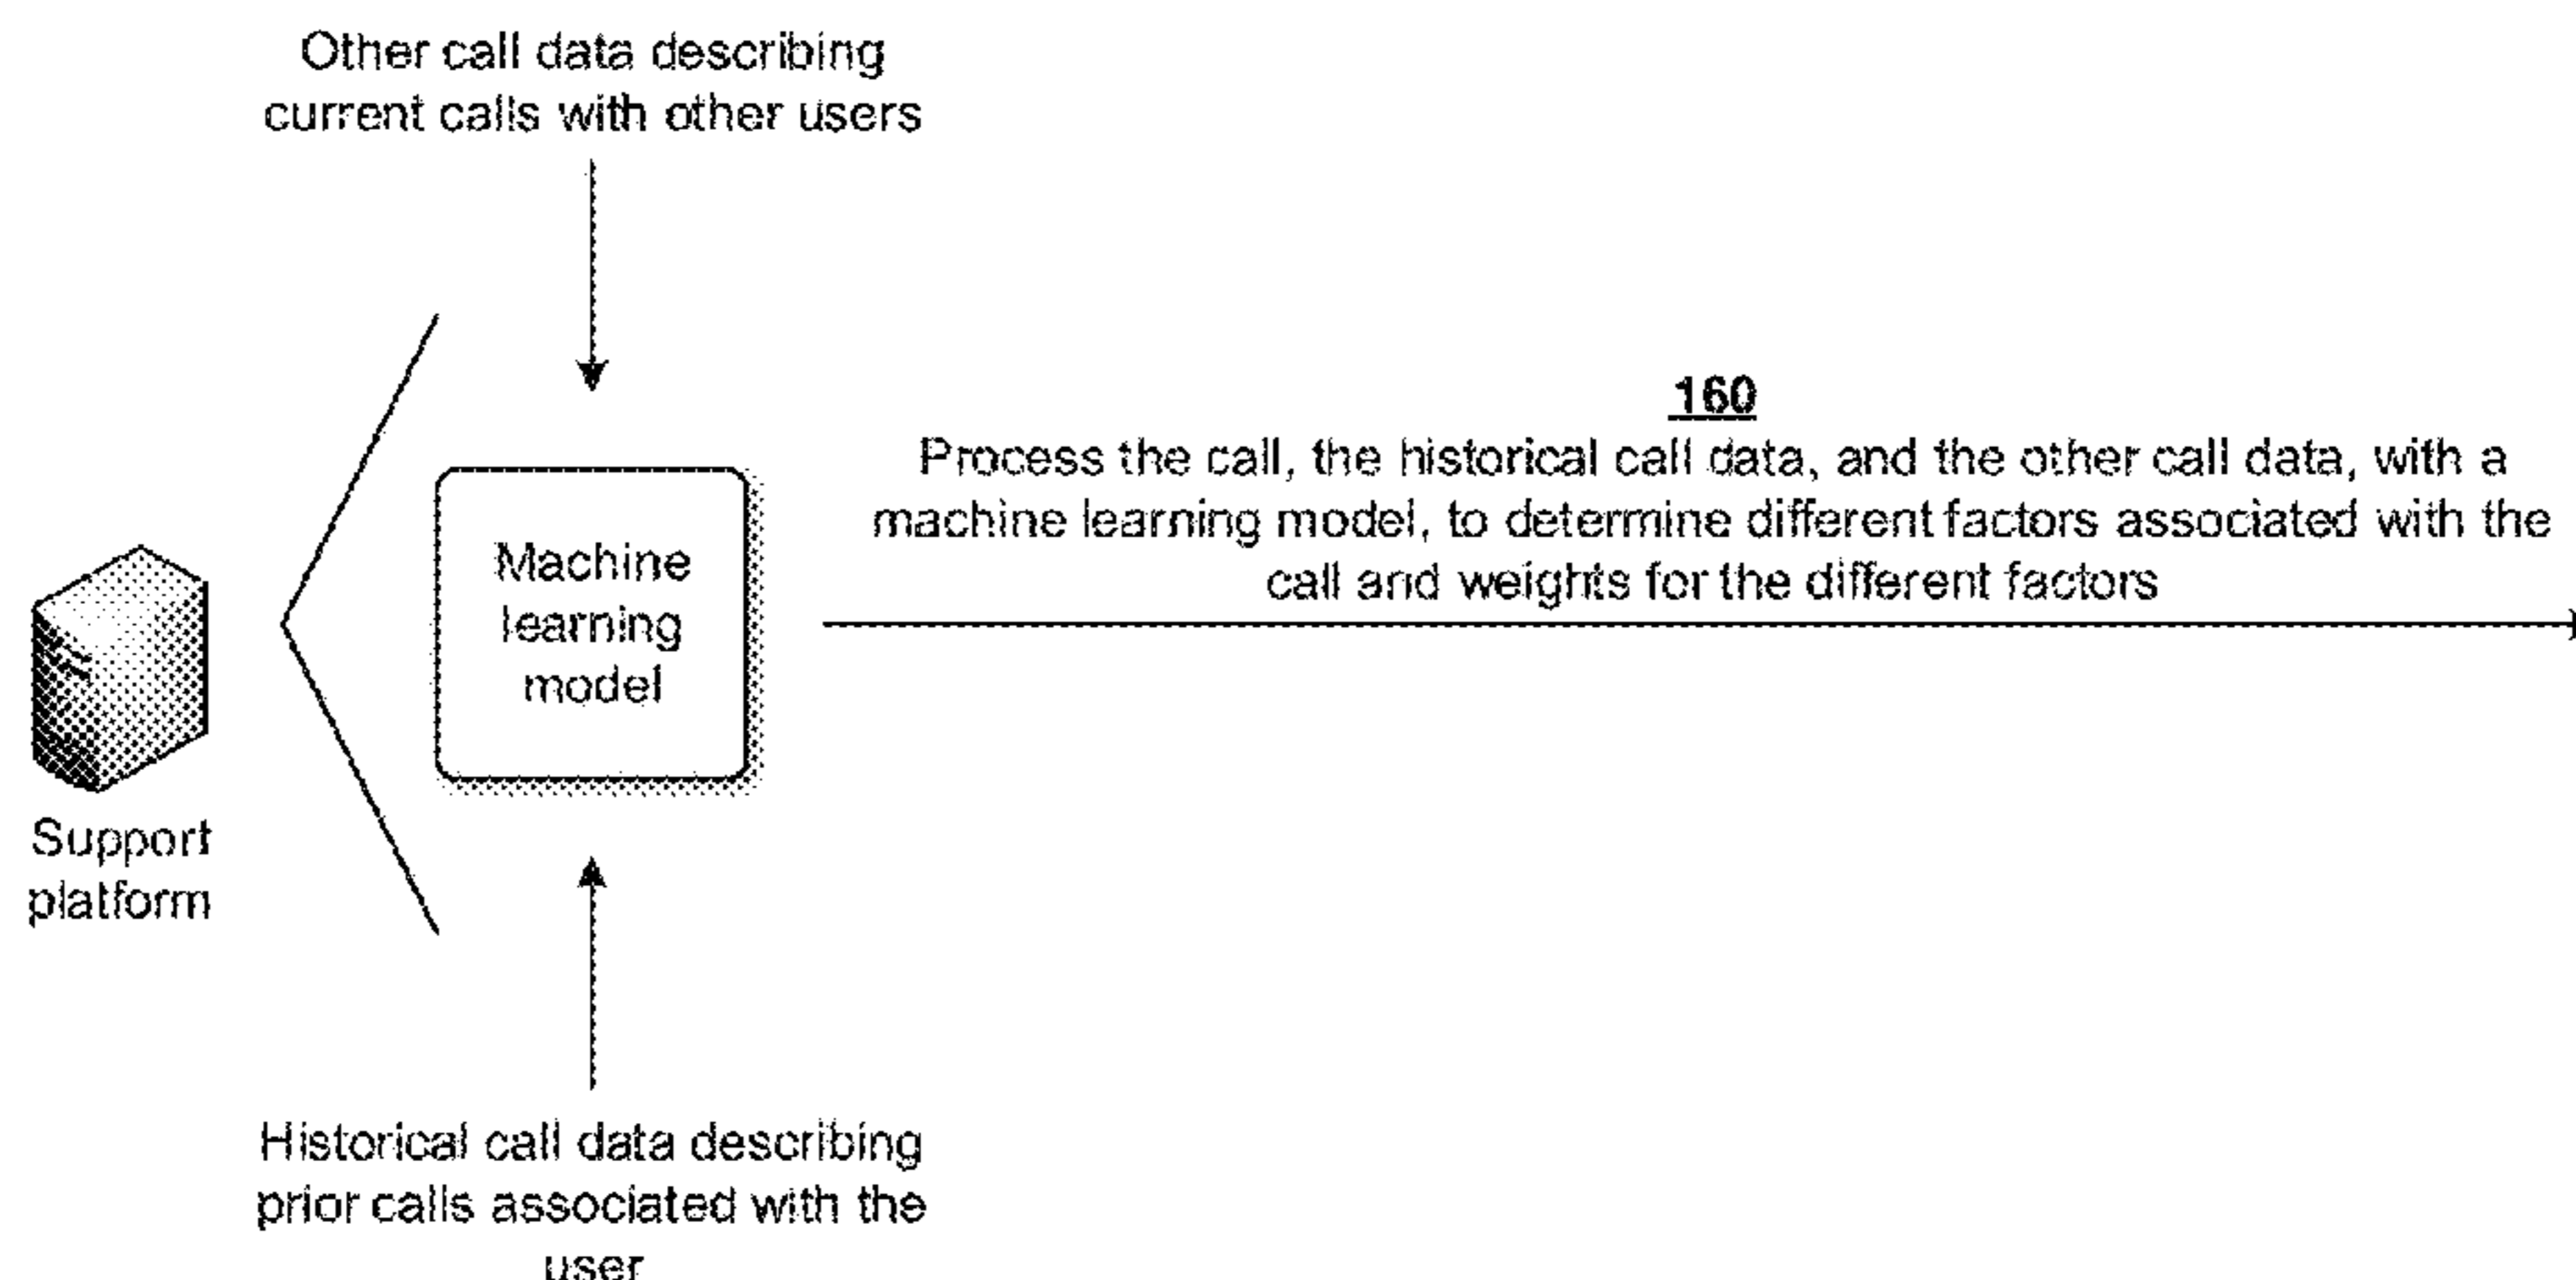 Other call data describing
current calls with other users
160
Process the call, the historical call data, and the other call data, with a
machine learning model, to determine different factors associated with the
call and weights for the different factors
Machine
learning
model
Support
platform
Historical call data describing
prior calls associated with the
user